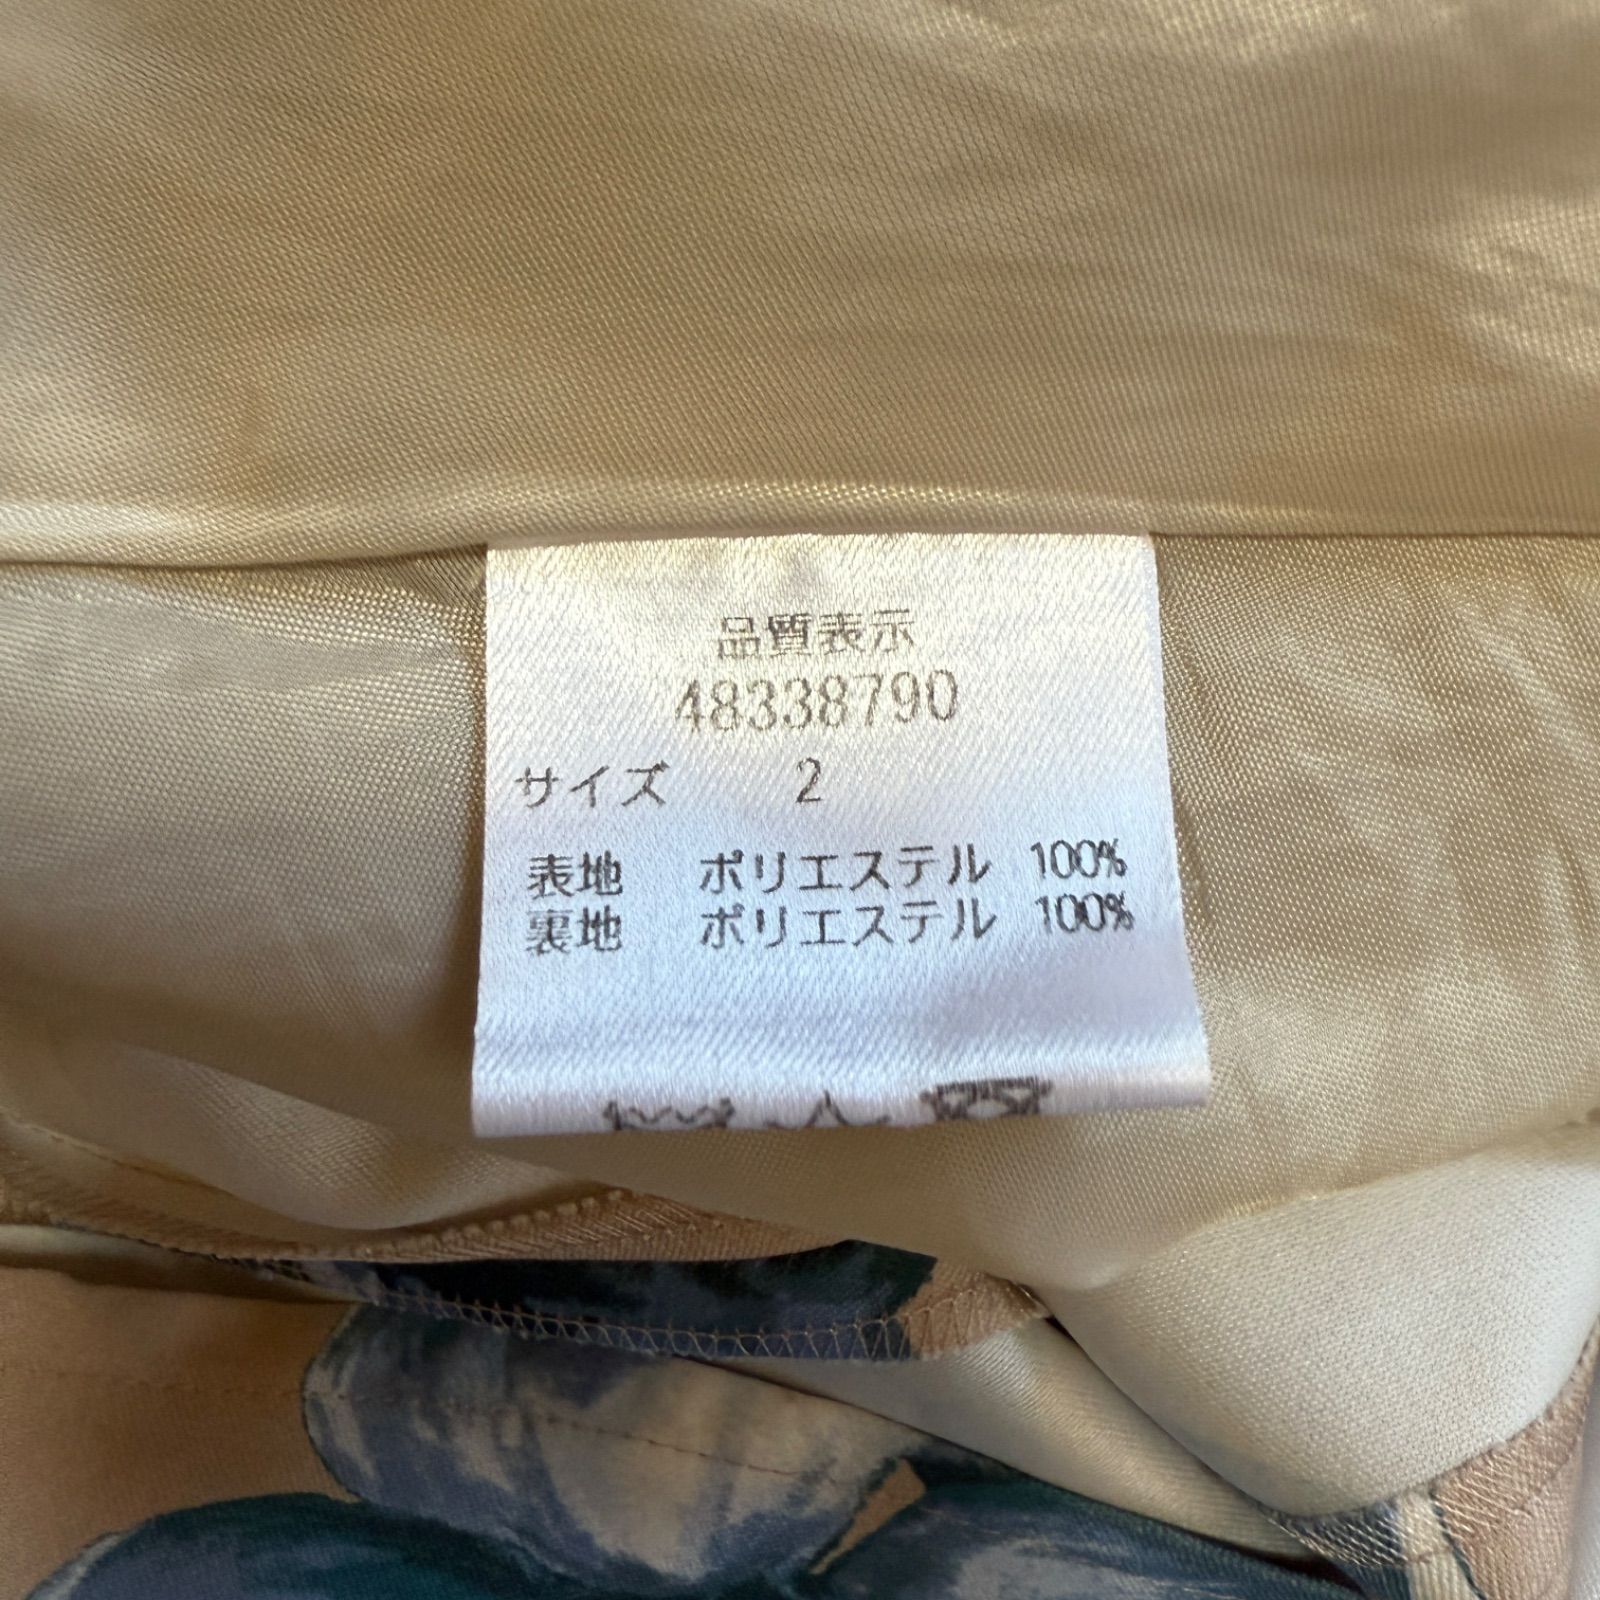 品質表示
48338790
サイズ 2
表地 ポリエステル 100%
裏地 ポリエステル 100%